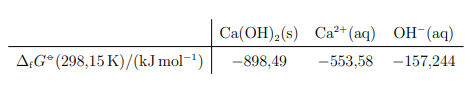 Ca(OH)₂(s) Ca²⁺(aq) OH⁻(aq)
ΔfG°(298,15 K)/(kJ mol⁻¹) −898,49 −553,58 −157,244